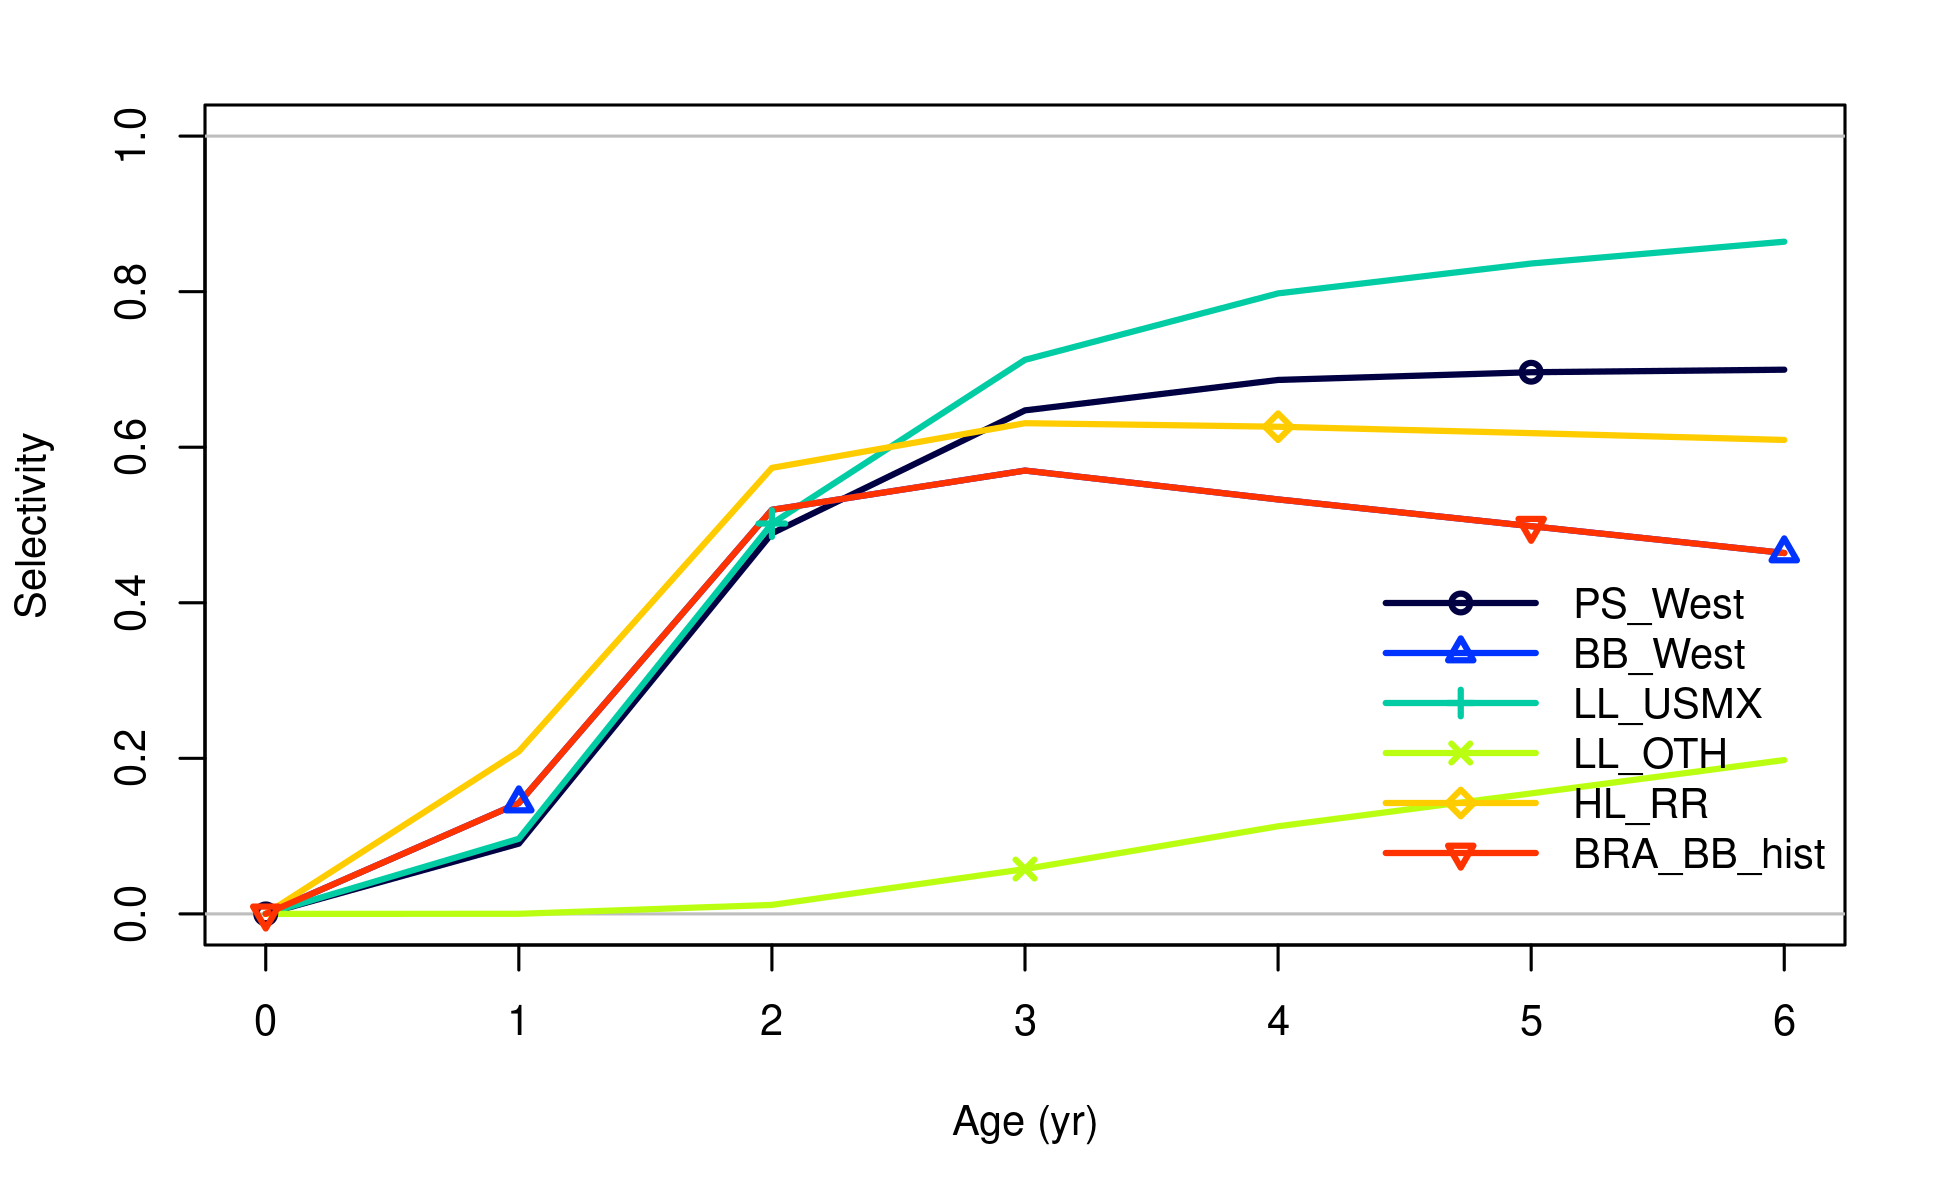 1.0
0.8
0.6
0.4
0.2
0.0
Selectivity
PS_West
BB_West
LL_USMX
LL_OTH
HL_RR
BRA_BB_hist
0 1 2 3 4 5 6
Age (yr)